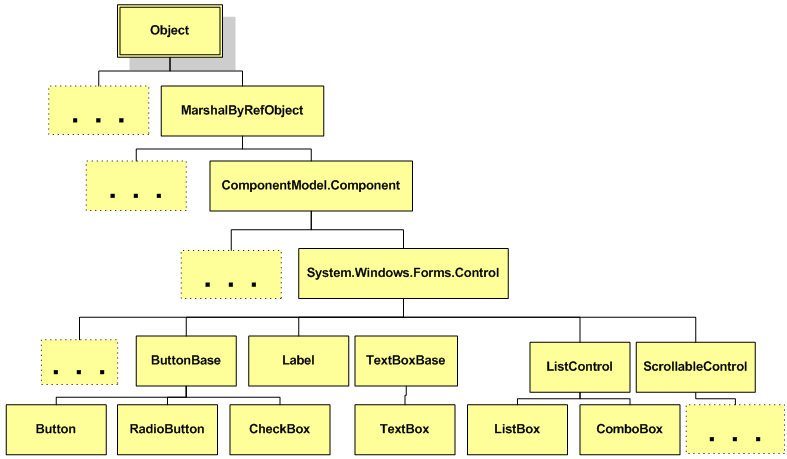 Object
. . .
MarshalByRefObject
. . .
ComponentModel.Component
. . .
System.Windows.Forms.Control
. . .
ButtonBase
Label
TextBoxBase
ListControl
ScrollableControl
Button
RadioButton
CheckBox
TextBox
ListBox
ComboBox
. . .